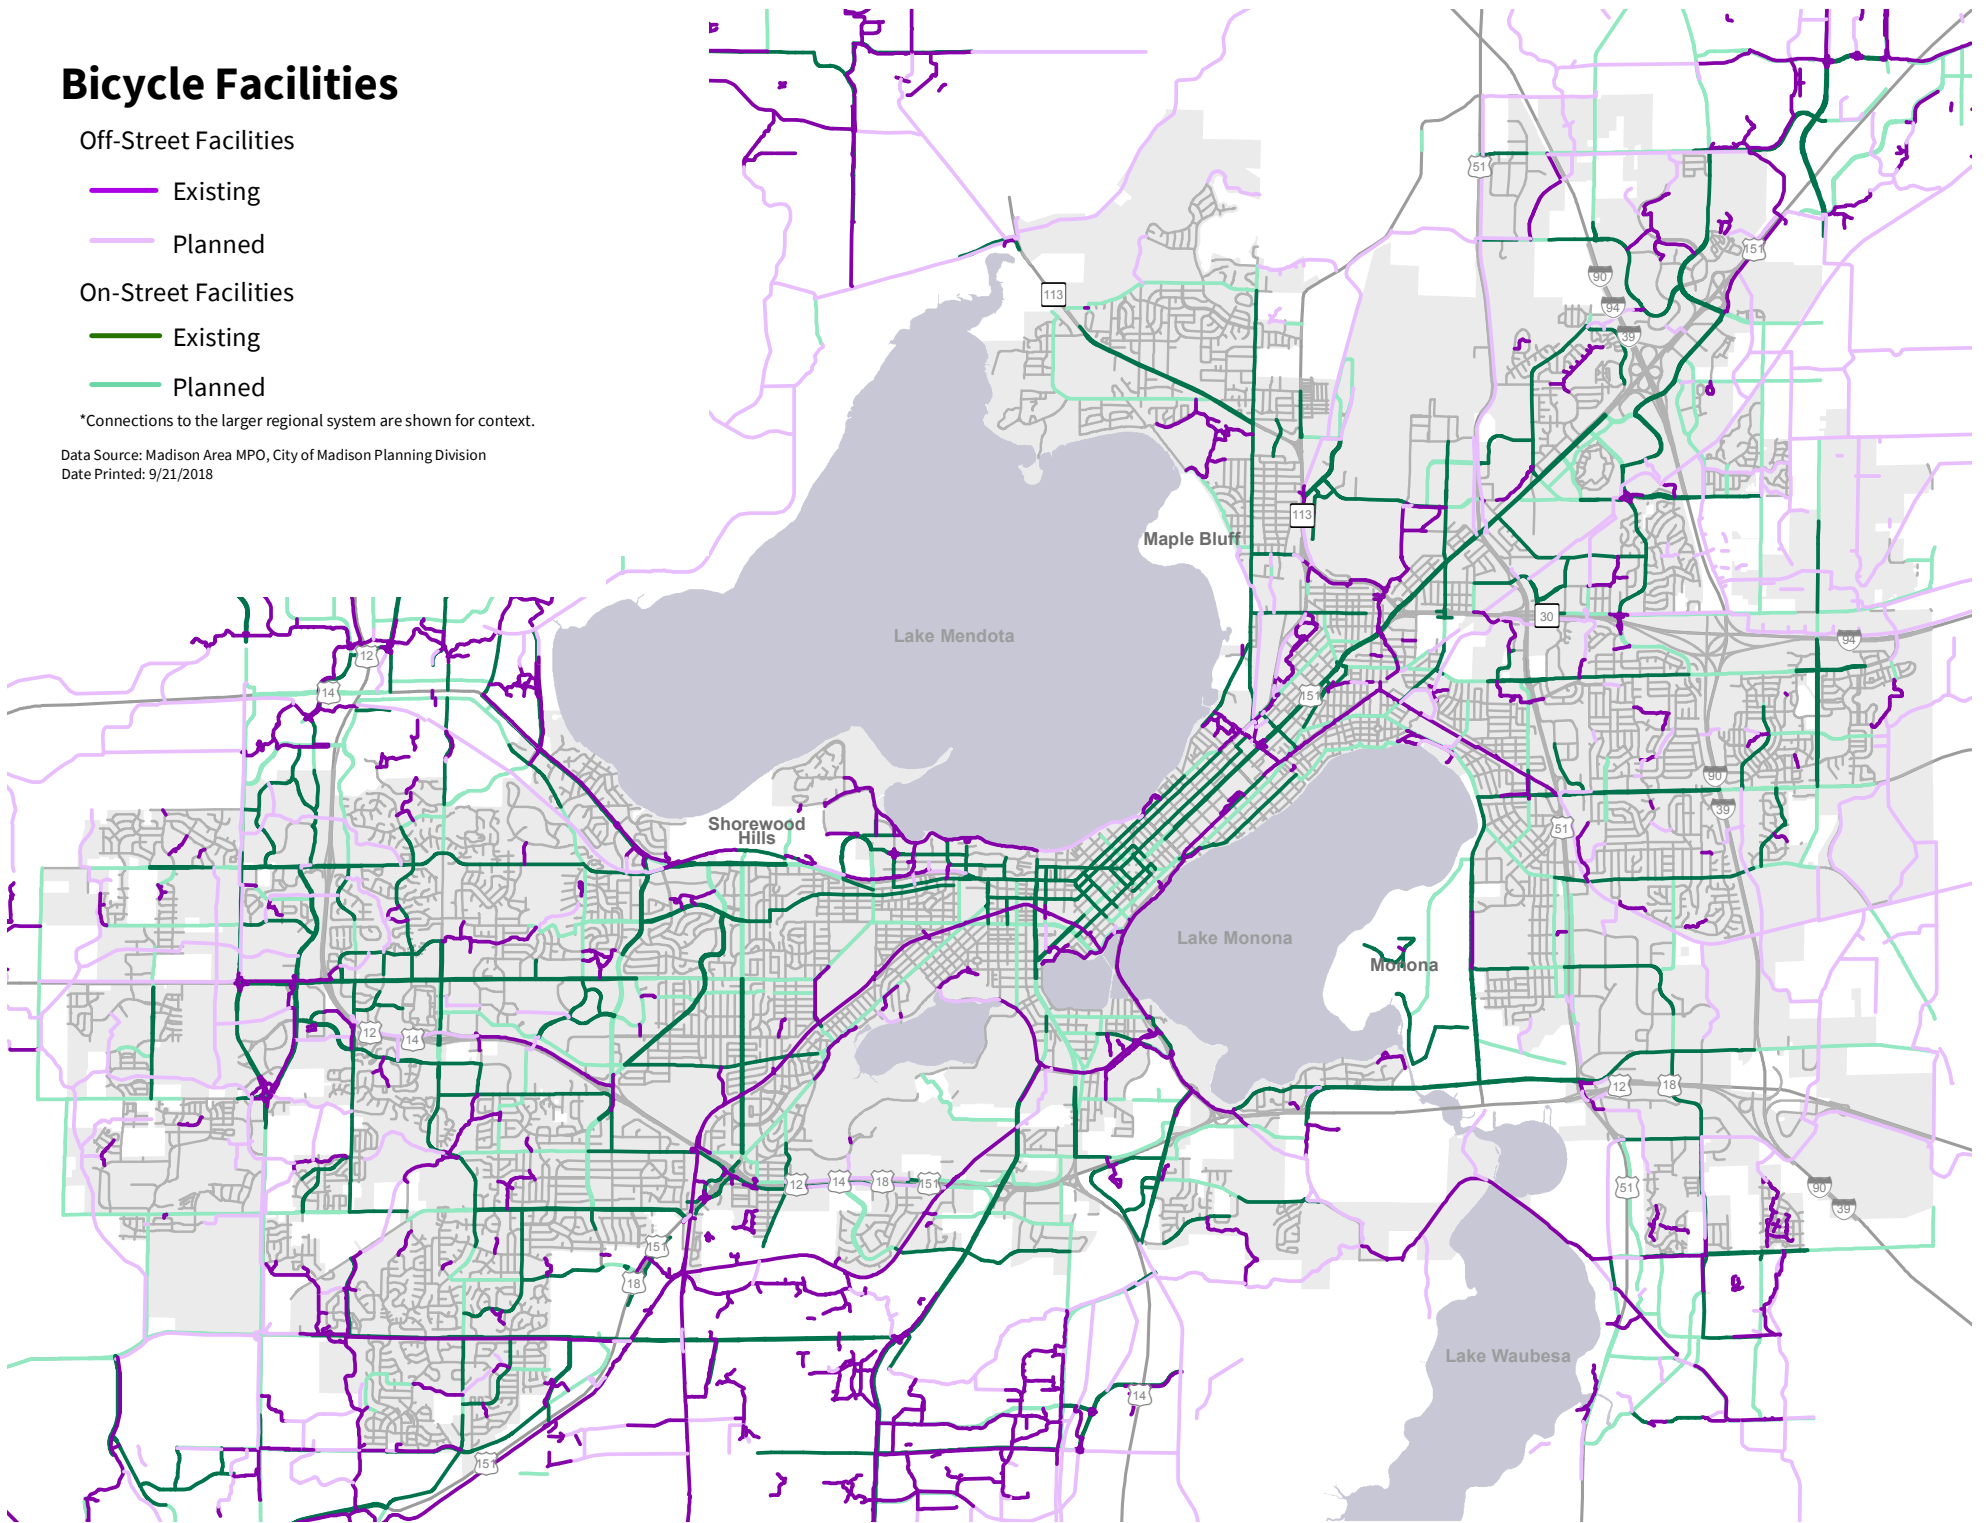 Bicycle Facilities
Off-Street Facilities
Existing
Planned
On-Street Facilities
Existing
Planned
*Connections to the larger regional system are shown for context.
Data Source: Madison Area MPO, City of Madison Planning Division
Date Printed: 9/21/2018
51
151
90
113
94
39
113
Maple Bluff
30
Lake Mendota
94
12
14
151
90
39
Shorewood
Hills
51
Lake Monona
Monona
12
14
12
18
12
14
18
151
51
90
39
151
18
Lake Waubesa
14
151